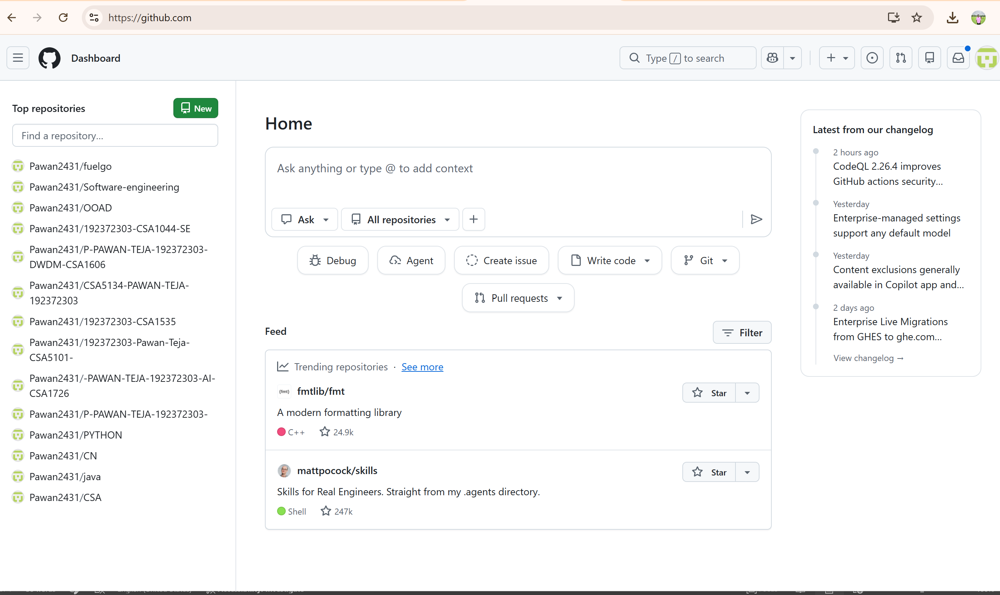 https://github.com
Dashboard
Type / to search
Top repositories
New
Find a repository...
Pawan2431/fuelgo
Pawan2431/Software-engineering
Pawan2431/OOAD
Pawan2431/192372303-CSA1044-SE
Pawan2431/P-PAWAN-TEJA-192372303-
DWDM-CSA1606
Pawan2431/CSA5134-PAWAN-TEJA-
192372303
Pawan2431/192372303-CSA1535
Pawan2431/192372303-Pawan-Teja-
CSA5101-
Pawan2431/-PAWAN-TEJA-192372303-AI-
CSA1726
Pawan2431/P-PAWAN-TEJA-192372303-
Pawan2431/PYTHON
Pawan2431/CN
Pawan2431/java
Pawan2431/CSA
Home
Ask anything or type @ to add context
Ask
All repositories
Debug
Agent
Create issue
Write code
Git
Pull requests
Feed
Filter
Trending repositories · See more
{fmt}
fmtlib/fmt
Star
A modern formatting library
C++
24.9k
mattpocock/skills
Star
Skills for Real Engineers. Straight from my .agents directory.
Shell
247k
Latest from our changelog
2 hours ago
CodeQL 2.26.4 improves
GitHub actions security...
Yesterday
Enterprise-managed settings
support any default model
Yesterday
Content exclusions generally
available in Copilot app and...
2 days ago
Enterprise Live Migrations
from GHES to ghe.com...
View changelog →